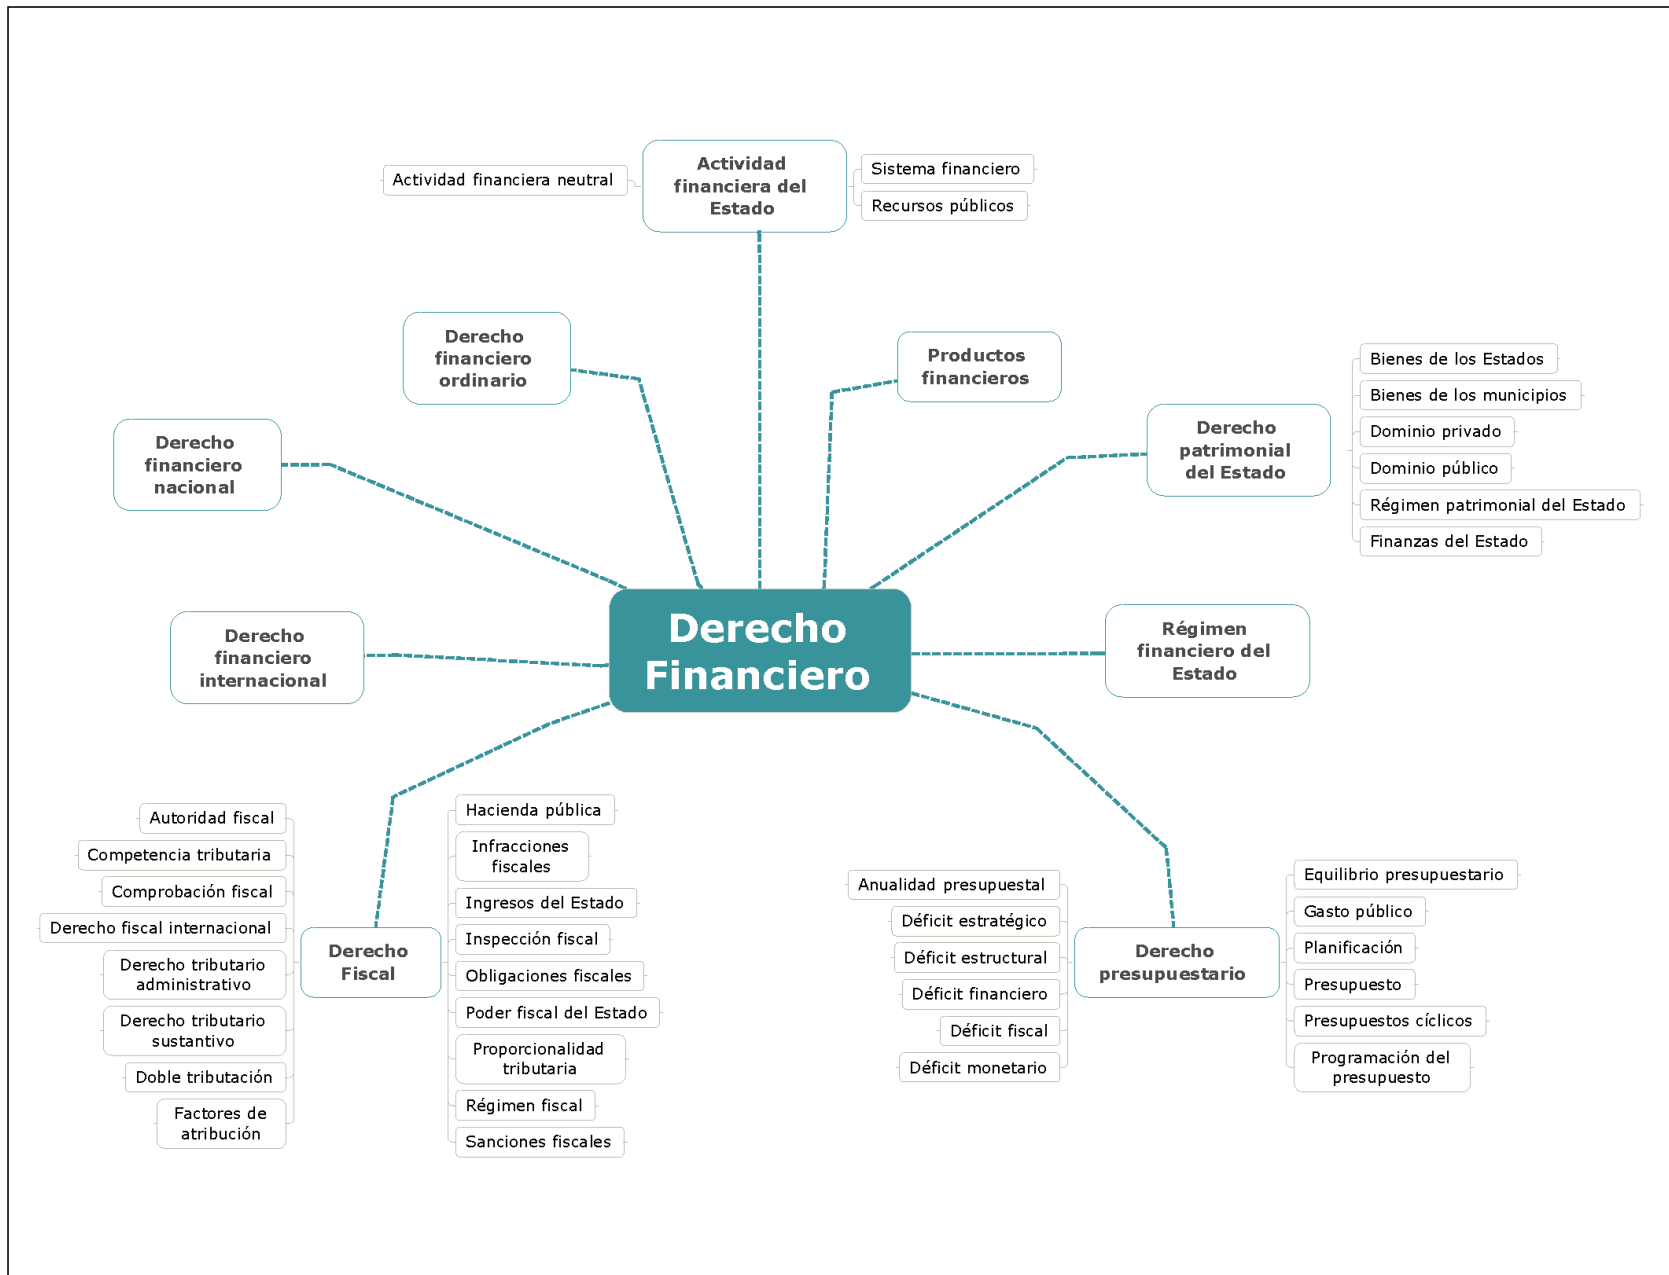 Actividad
financiera del
Estado
Actividad financiera neutral
Sistema financiero
Recursos públicos
Derecho
financiero
ordinario
Productos
financieros
Derecho
financiero
nacional
Derecho
patrimonial
del Estado
Bienes de los Estados
Bienes de los municipios
Dominio privado
Dominio público
Régimen patrimonial del Estado
Finanzas del Estado
Derecho
financiero
internacional
Derecho
Financiero
Régimen
financiero del
Estado
Autoridad fiscal
Competencia tributaria
Comprobación fiscal
Derecho fiscal internacional
Derecho tributario
administrativo
Derecho tributario
sustantivo
Doble tributación
Factores de
atribución
Derecho
Fiscal
Hacienda pública
Infracciones
fiscales
Ingresos del Estado
Inspección fiscal
Obligaciones fiscales
Poder fiscal del Estado
Proporcionalidad
tributaria
Régimen fiscal
Sanciones fiscales
Anualidad presupuestal
Déficit estratégico
Déficit estructural
Déficit financiero
Déficit fiscal
Déficit monetario
Derecho
presupuestario
Equilibrio presupuestario
Gasto público
Planificación
Presupuesto
Presupuestos cíclicos
Programación del
presupuesto